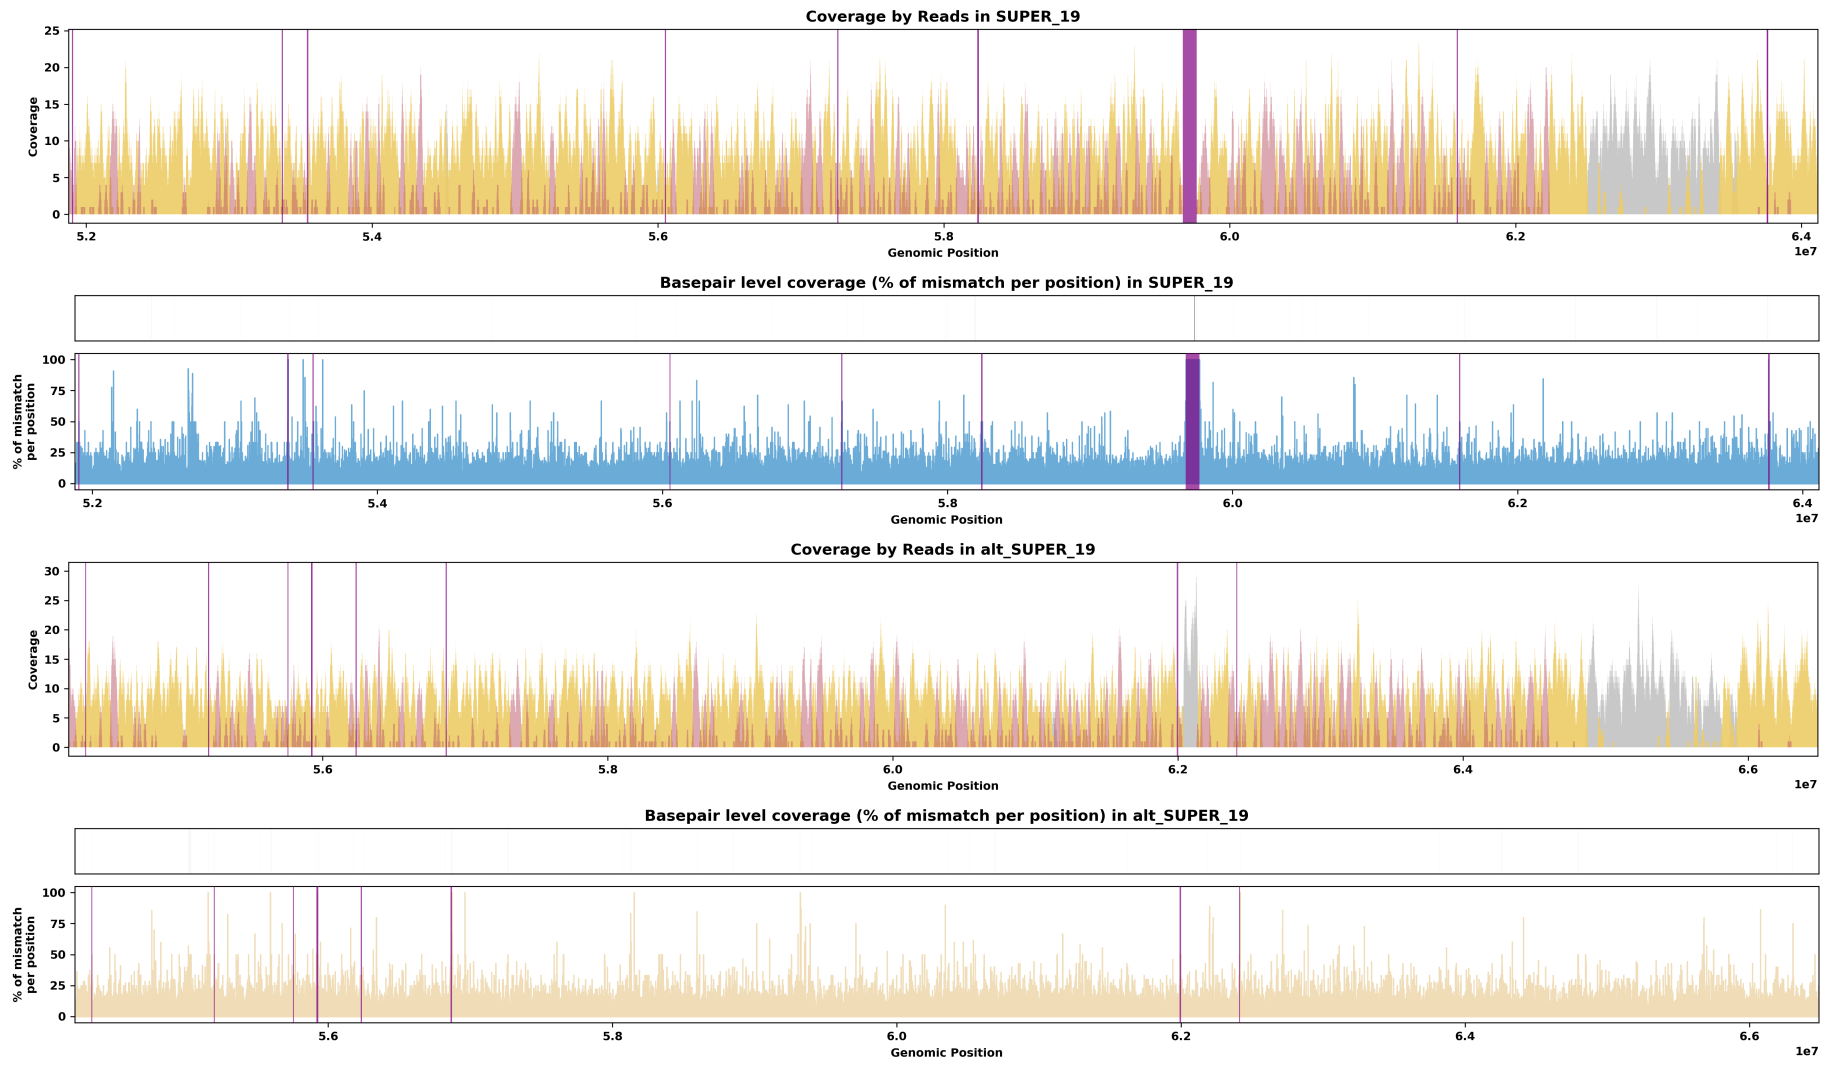 Coverage by Reads in SUPER_19
25
20
15
10
5
0
Coverage
5.2 5.4 5.6 5.8 6.0 6.2 6.4
1e7
Genomic Position
Basepair level coverage (% of mismatch per position) in SUPER_19
100
75
50
25
0
% of mismatch
per position
5.2 5.4 5.6 5.8 6.0 6.2 6.4
1e7
Genomic Position
Coverage by Reads in alt_SUPER_19
30
25
20
15
10
5
0
Coverage
5.6 5.8 6.0 6.2 6.4 6.6
1e7
Genomic Position
Basepair level coverage (% of mismatch per position) in alt_SUPER_19
100
75
50
25
0
% of mismatch
per position
5.6 5.8 6.0 6.2 6.4 6.6
1e7
Genomic Position